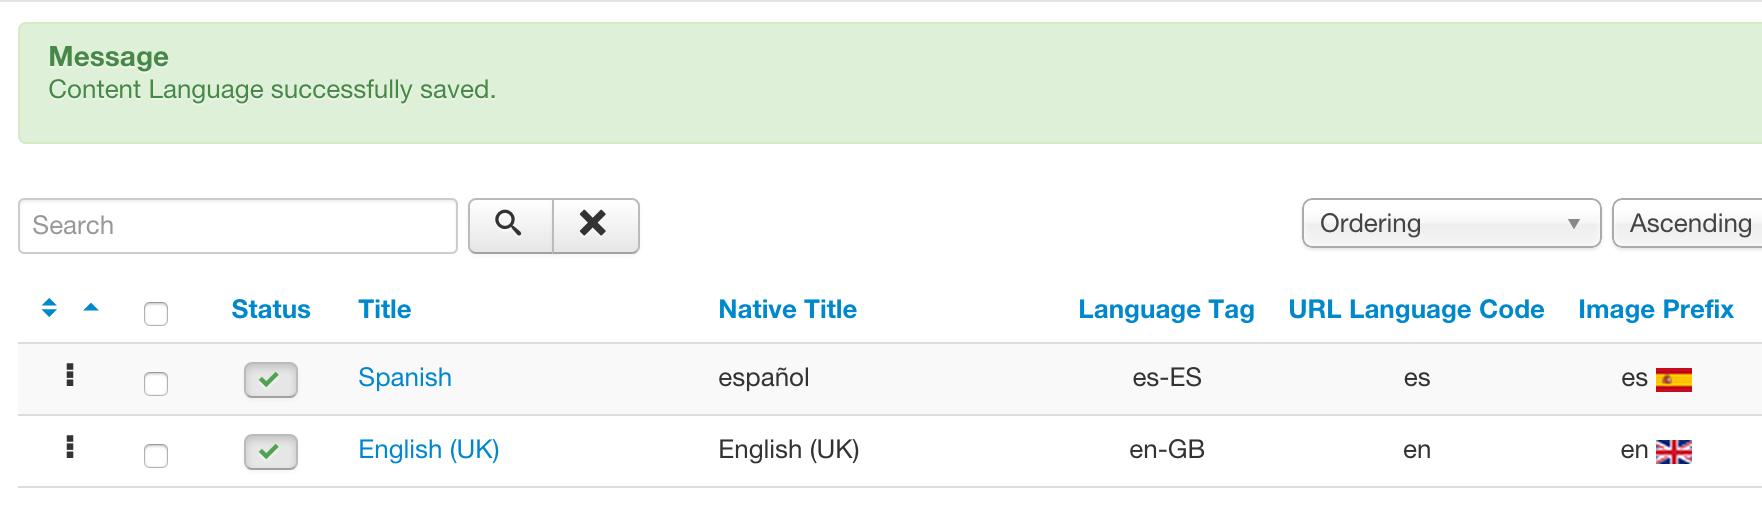 Message
Content Language successfully saved.
Search Ordering Ascending
Status Title Native Title Language Tag URL Language Code Image Prefix
Spanish español es-ES es es
English (UK) English (UK) en-GB en en